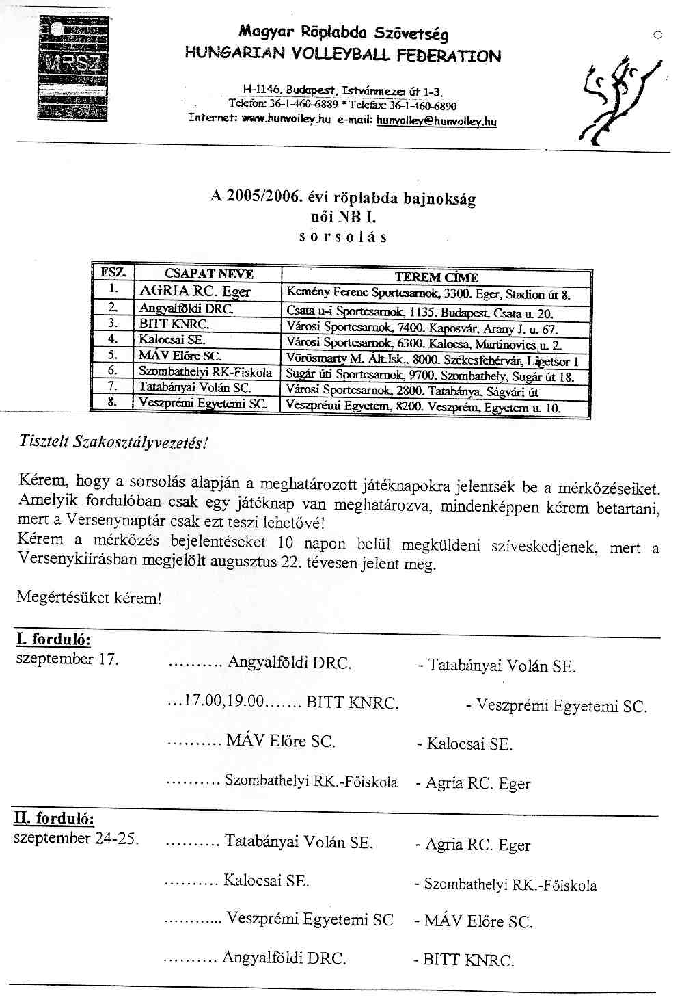 MRSZ
Magyar Röplabda Szövetség
HUNGARIAN VOLLEYBALL FEDERATION
H-1146. Budapest, Istvánmezei út 1-3.
Telefon: 36-1-460-6889 * Telefax: 36-1-460-6890
Internet: www.hunvolley.hu e-mail: hunvolley@hunvolley.hu
A 2005/2006. évi röplabda bajnokság
női NB I.
s o r s o l á s
FSZ. CSAPAT NEVE TEREM CÍME
1. AGRIA RC. Eger Kemény Ferenc Sportcsarnok, 3300. Eger, Stadion út 8.
2. Angyalföldi DRC. Csata u-i Sportcsarnok, 1135. Budapest, Csata u. 20.
3. BITT KNRC. Városi Sportcsarnok, 7400. Kaposvár, Arany J. u. 67.
4. Kalocsai SE. Városi Sportcsarnok, 6300. Kalocsa, Martinovics u. 2.
5. MÁV Előre SC. Vörösmarty M. Ált.Isk., 8000. Székesfehérvár, Ligetsor 1
6. Szombathelyi RK-Fiskola Sugár úti Sportcsarnok, 9700. Szombathely, Sugár út 18.
7. Tatabányai Volán SC. Városi Sportcsarnok, 2800. Tatabánya, Ságvári út
8. Veszprémi Egyetemi SC. Veszprémi Egyetem, 8200. Veszprém, Egyetem u. 10.
Tisztelt Szakosztályvezetés!
Kérem, hogy a sorsolás alapján a meghatározott játéknapokra jelentsék be a mérkőzéseiket.
Amelyik fordulóban csak egy játéknap van meghatározva, mindenképpen kérem betartani,
mert a Versenynaptár csak ezt teszi lehetővé!
Kérem a mérkőzés bejelentéseket 10 napon belül megküldeni szíveskedjenek, mert a
Versenykiírásban megjelölt augusztus 22. tévesen jelent meg.
Megértésüket kérem!
I. forduló:
szeptember 17. .......... Angyalföldi DRC. - Tatabányai Volán SE.
...17.00,19.00....... BITT KNRC. - Veszprémi Egyetemi SC.
.......... MÁV Előre SC. - Kalocsai SE.
.......... Szombathelyi RK.-Főiskola - Agria RC. Eger
II. forduló:
szeptember 24-25. .......... Tatabányai Volán SE. - Agria RC. Eger
.......... Kalocsai SE. - Szombathelyi RK.-Főiskola
........... Veszprémi Egyetemi SC - MÁV Előre SC.
.......... Angyalföldi DRC. - BITT KNRC.